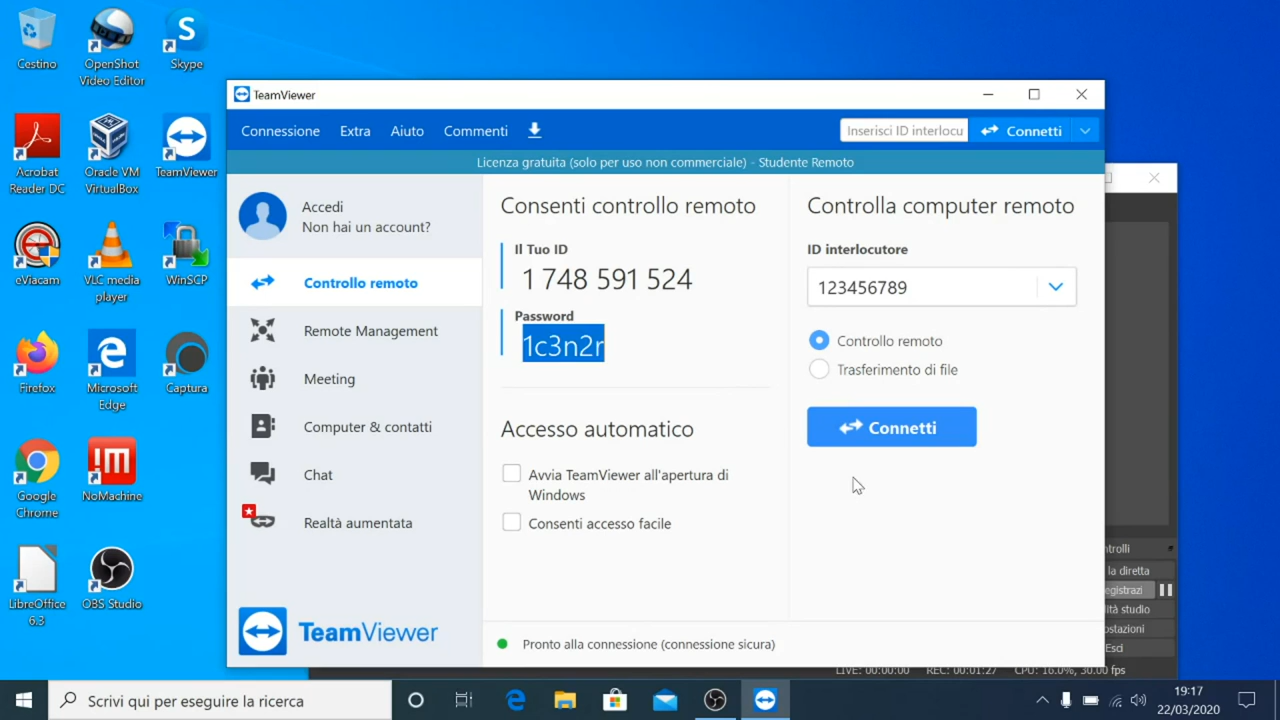 Cestino
OpenShot
Video Editor
Skype
Acrobat
Reader DC
Oracle VM
VirtualBox
TeamViewer
eViacam
VLC media
player
WinSCP
Firefox
Microsoft
Edge
Captura
Google
Chrome
NoMachine
LibreOffice
6.3
OBS Studio
TeamViewer
Connessione Extra Aiuto Commenti
Inserisci ID interlocu
Connetti
Licenza gratuita (solo per uso non commerciale) - Studente Remoto
Accedi
Non hai un account?
Controllo remoto
Remote Management
Meeting
Computer & contatti
Chat
Realtà aumentata
TeamViewer
Consenti controllo remoto
Il Tuo ID
1 748 591 524
Password
1c3n2r
Accesso automatico
Avvia TeamViewer all'apertura di
Windows
Consenti accesso facile
Controlla computer remoto
ID interlocutore
123456789
Controllo remoto
Trasferimento di file
Connetti
Pronto alla connessione (connessione sicura)
ntrolli
la diretta
egistrazi
lità studio
ostazioni
Esci
LIVE: 00:00:00 REC: 00:01:27 CPU: 16.0%, 30.00 fps
Scrivi qui per eseguire la ricerca
19:17
22/03/2020